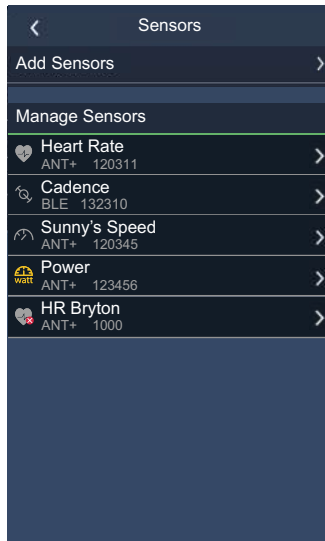 Sensors
Add Sensors
Manage Sensors
Heart Rate
ANT+ 120311
Cadence
BLE 132310
Sunny's Speed
ANT+ 120345
Power
watt
ANT+ 123456
HR Bryton
ANT+ 1000